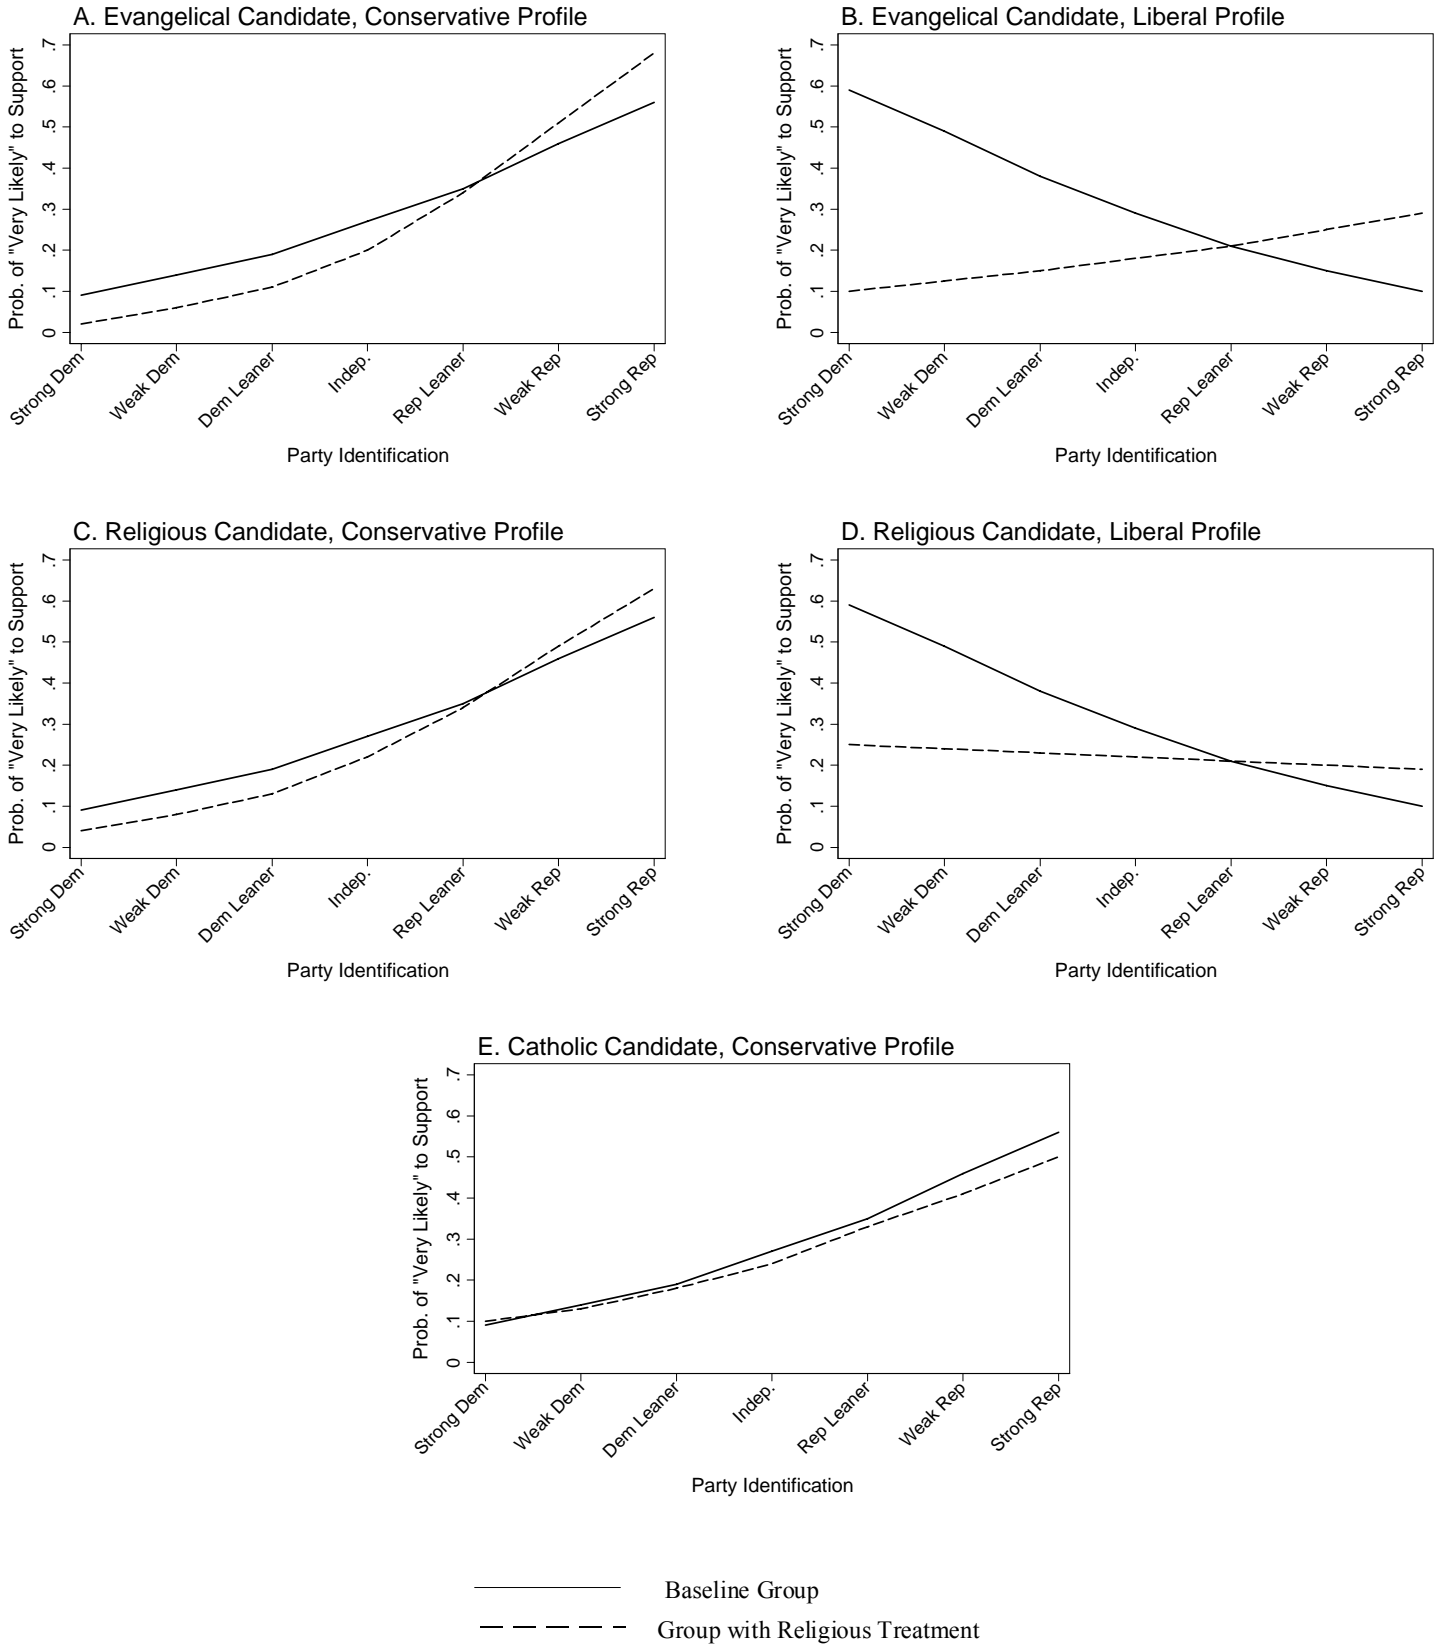 A. Evangelical Candidate, Conservative Profile
Prob. of "Very Likely" to Support
.7
.6
.5
.4
.3
.2
.1
0
Strong Dem
Weak Dem
Dem Leaner
Indep.
Rep Leaner
Weak Rep
Strong Rep
Party Identification
B. Evangelical Candidate, Liberal Profile
Prob. of "Very Likely" to Support
.7
.6
.5
.4
.3
.2
.1
0
Strong Dem
Weak Dem
Dem Leaner
Indep.
Rep Leaner
Weak Rep
Strong Rep
Party Identification
C. Religious Candidate, Conservative Profile
Prob. of "Very Likely" to Support
.7
.6
.5
.4
.3
.2
.1
0
Strong Dem
Weak Dem
Dem Leaner
Indep.
Rep Leaner
Weak Rep
Strong Rep
Party Identification
D. Religious Candidate, Liberal Profile
Prob. of "Very Likely" to Support
.7
.6
.5
.4
.3
.2
.1
0
Strong Dem
Weak Dem
Dem Leaner
Indep.
Rep Leaner
Weak Rep
Strong Rep
Party Identification
E. Catholic Candidate, Conservative Profile
Prob. of "Very Likely" to Support
.7
.6
.5
.4
.3
.2
.1
0
Strong Dem
Weak Dem
Dem Leaner
Indep.
Rep Leaner
Weak Rep
Strong Rep
Party Identification
Baseline Group
Group with Religious Treatment